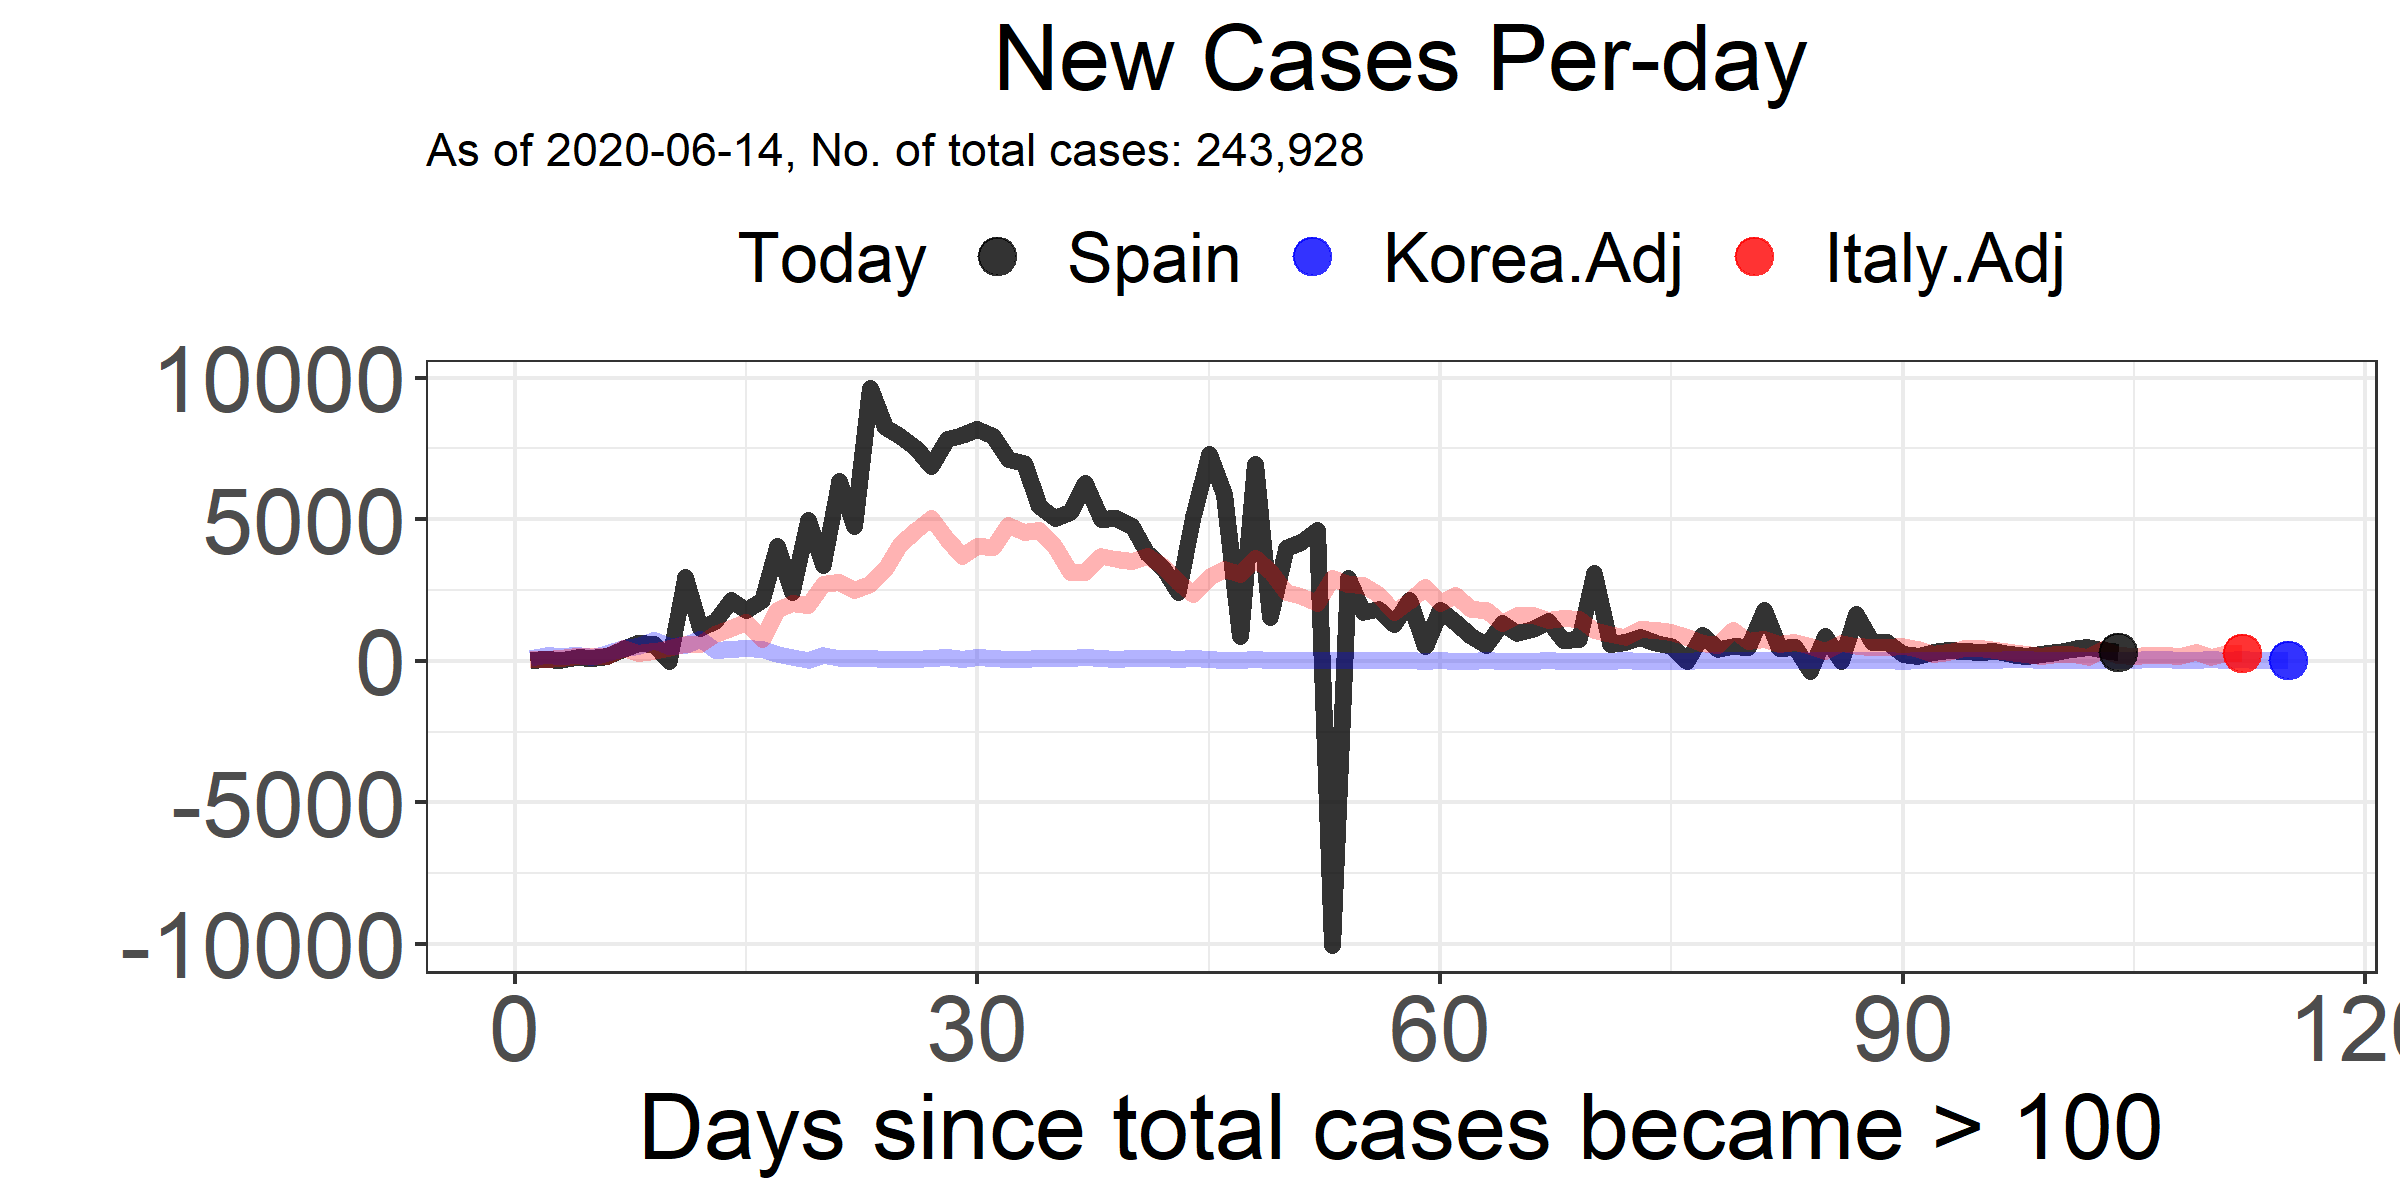 New Cases Per-day
As of 2020-06-14, No. of total cases: 243,928
Today Spain Korea.Adj Italy.Adj
10000
5000
0
-5000
-10000
0 30 60 90 120
Days since total cases became > 100